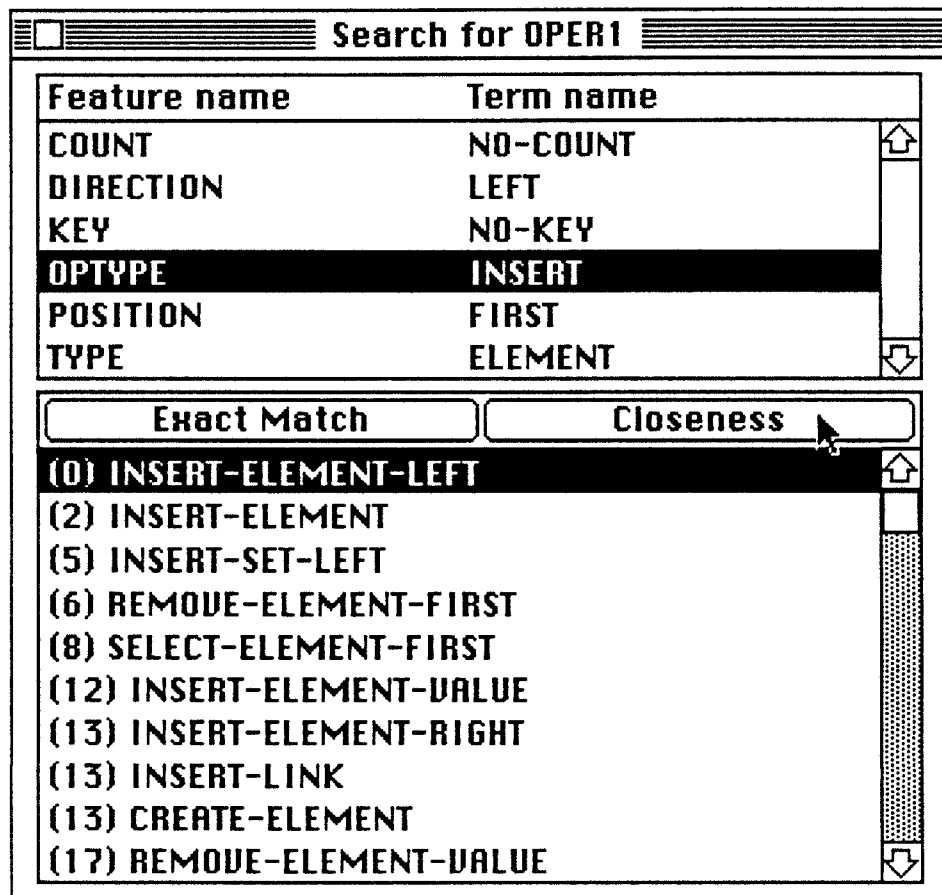 Search for OPER1
Feature name Term name
COUNT NO-COUNT
DIRECTION LEFT
KEY NO-KEY
OPTYPE INSERT
POSITION FIRST
TYPE ELEMENT
Exact Match Closeness
(0) INSERT-ELEMENT-LEFT
(2) INSERT-ELEMENT
(5) INSERT-SET-LEFT
(6) REMOVE-ELEMENT-FIRST
(8) SELECT-ELEMENT-FIRST
(12) INSERT-ELEMENT-VALUE
(13) INSERT-ELEMENT-RIGHT
(13) INSERT-LINK
(13) CREATE-ELEMENT
(17) REMOVE-ELEMENT-VALUE